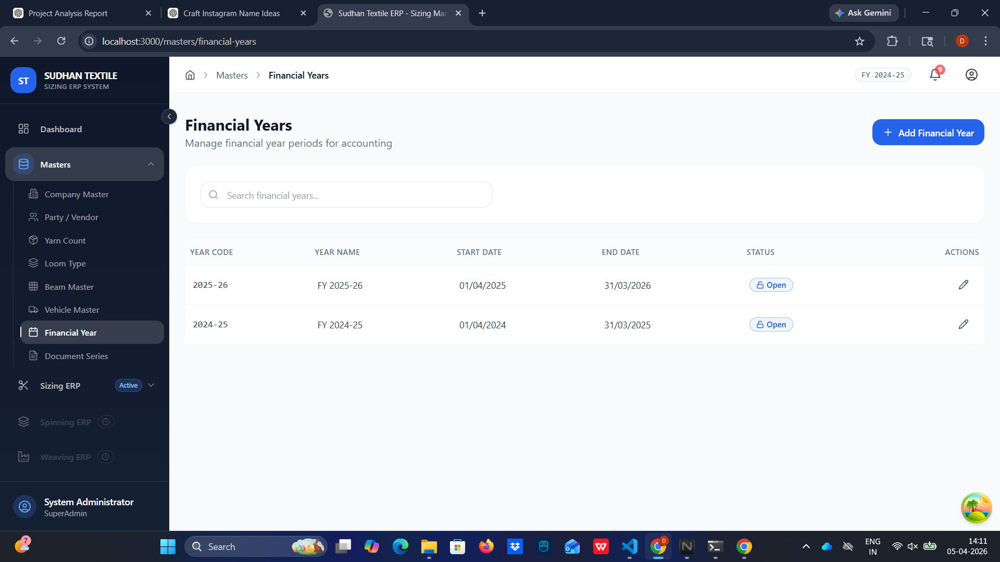 Project Analysis Report
Craft Instagram Name Ideas
Sudhan Textile ERP - Sizing Mar
Ask Gemini
localhost:3000/masters/financial-years
D
ST
SUDHAN TEXTILE
SIZING ERP SYSTEM
Masters
Financial Years
FY 2024-25
9
Dashboard
Masters
Company Master
Party / Vendor
Yarn Count
Loom Type
Beam Master
Vehicle Master
Financial Year
Document Series
Sizing ERP
Active
Spinning ERP
Weaving ERP
System Administrator
SuperAdmin
Financial Years
Manage financial year periods for accounting
Add Financial Year
Search financial years...
YEAR CODE YEAR NAME START DATE END DATE STATUS ACTIONS
2025-26 FY 2025-26 01/04/2025 31/03/2026 Open
2024-25 FY 2024-25 01/04/2024 31/03/2025 Open
7
Search
D
ENG
IN
14:11
05-04-2026